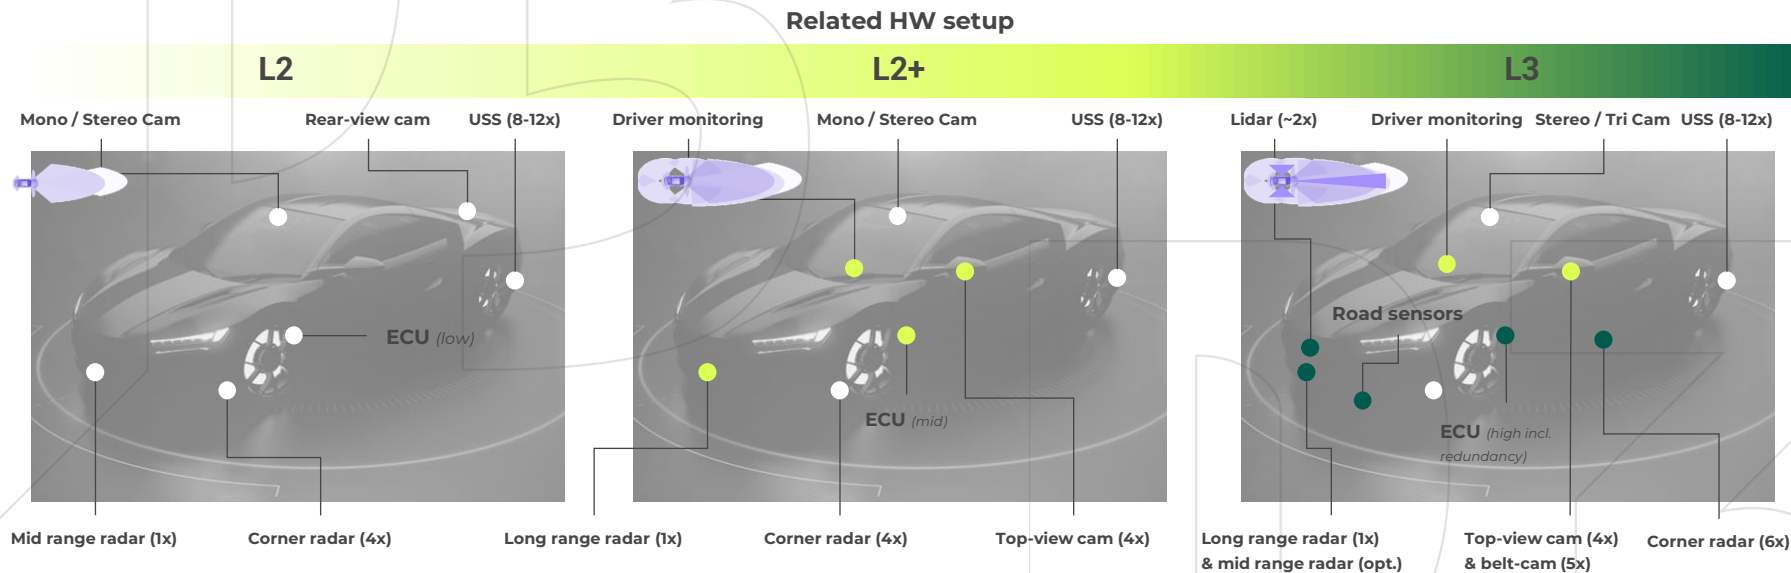 Related HW setup
L2
L2+
L3
Mono / Stereo Cam
Rear-view cam
USS (8-12x)
Driver monitoring
Mono / Stereo Cam
USS (8-12x)
Lidar (~2x)
Driver monitoring
Stereo / Tri Cam
USS (8-12x)
ECU (low)
ECU (mid)
Road sensors
ECU (high incl.
redundancy)
Mid range radar (1x)
Corner radar (4x)
Long range radar (1x)
Corner radar (4x)
Top-view cam (4x)
Long range radar (1x)
& mid range radar (opt.)
Top-view cam (4x)
& belt-cam (5x)
Corner radar (6x)